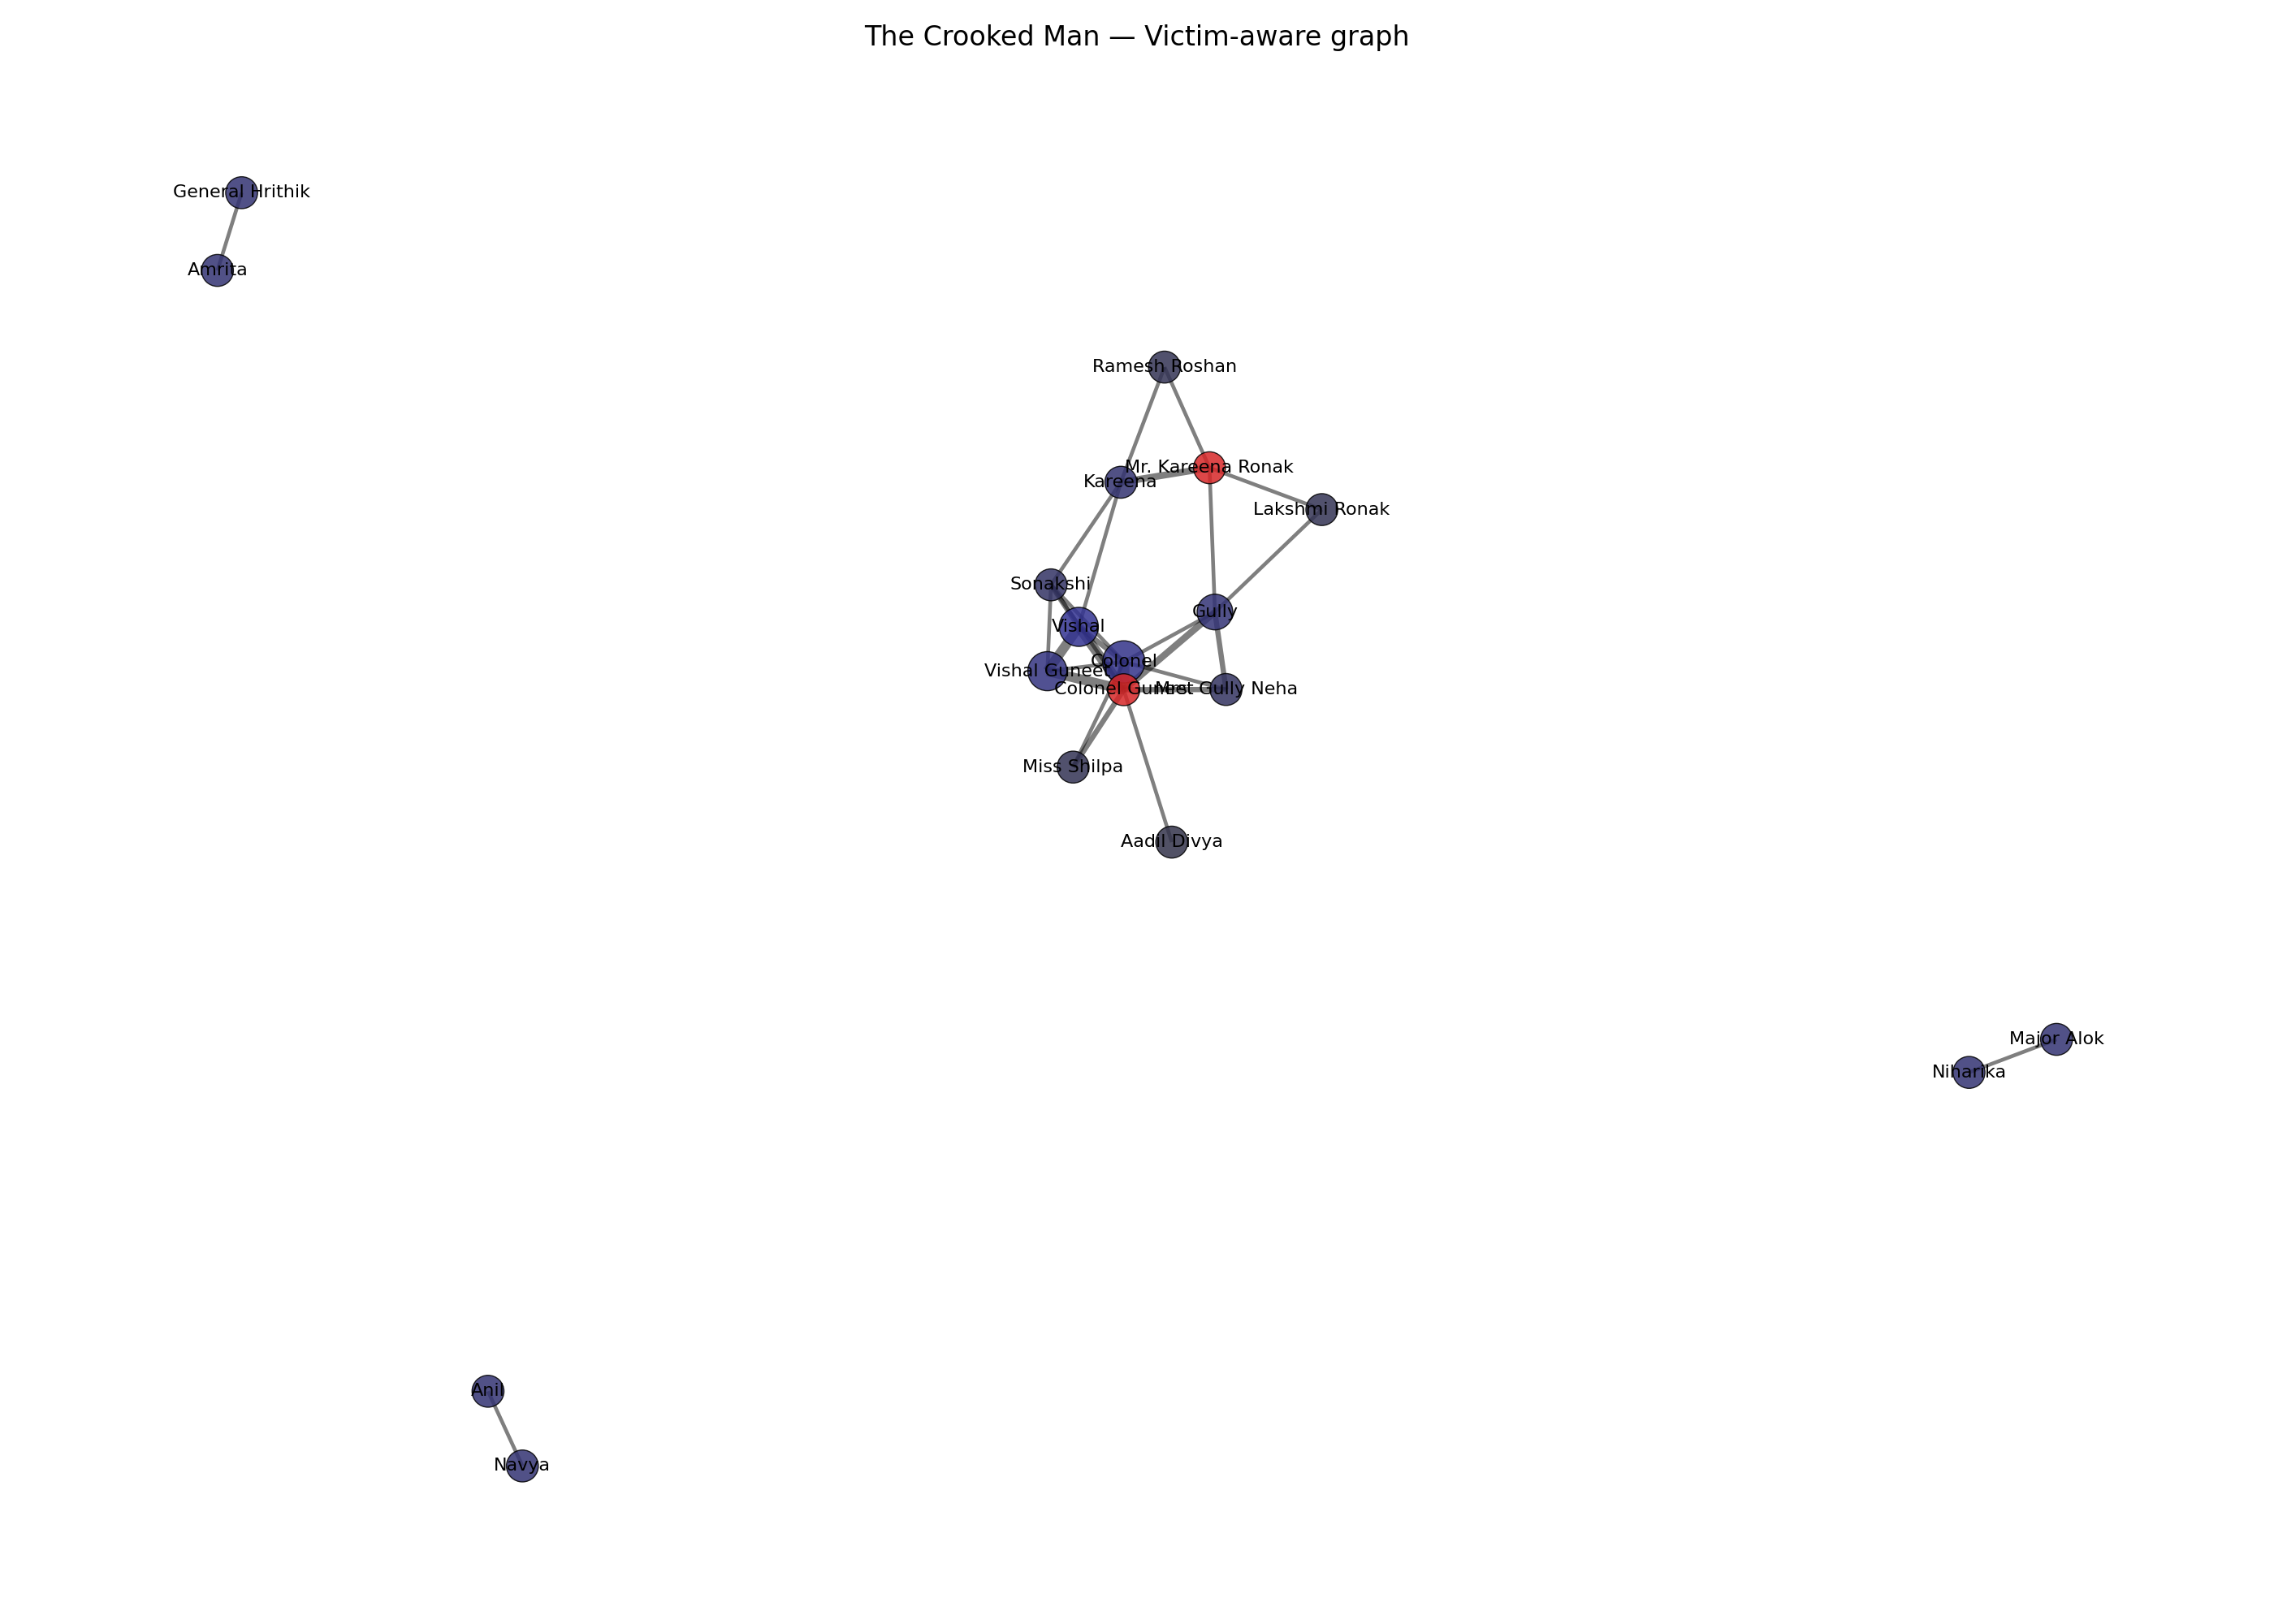 The Crooked Man — Victim-aware graph
General Hrithik
Amrita
Ramesh Roshan
Mr. Kareena Ronak
Kareena
Lakshmi Ronak
Sonakshi
Gully
Vishal
Colonel
Vishal Guneet
Colonel Guneet
Mrs. Gully Neha
Miss Shilpa
Aadil Divya
Major Alok
Niharika
Anil
Navya